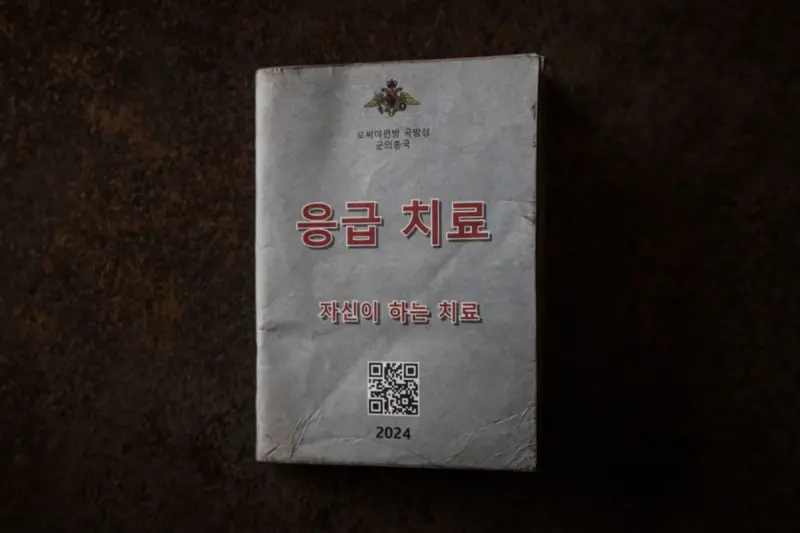 로씨야련방 국방성
군의총국
응급 치료
자신이 하는 치료
2024